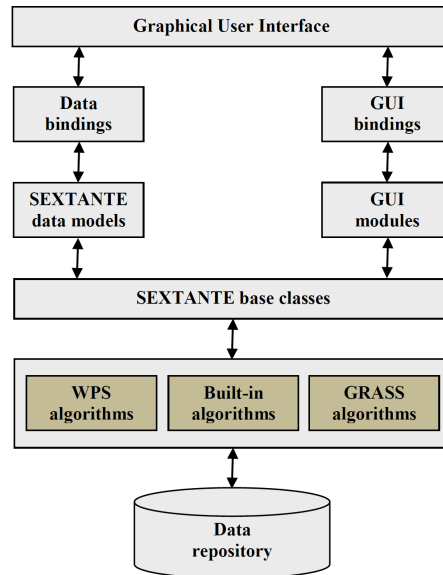 Graphical User Interface
Data
bindings
GUI
bindings
SEXTANTE
data models
GUI
modules
SEXTANTE base classes
WPS
algorithms
Built-in
algorithms
GRASS
algorithms
Data
repository